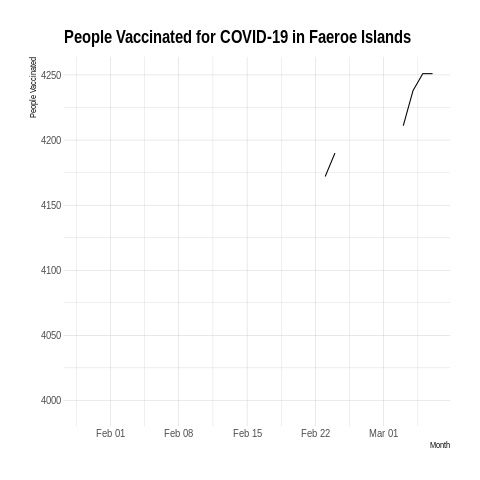 People Vaccinated for COVID-19 in Faeroe Islands
People Vaccinated
4250
4200
4150
4100
4050
4000
Feb 01 Feb 08 Feb 15 Feb 22 Mar 01
Month